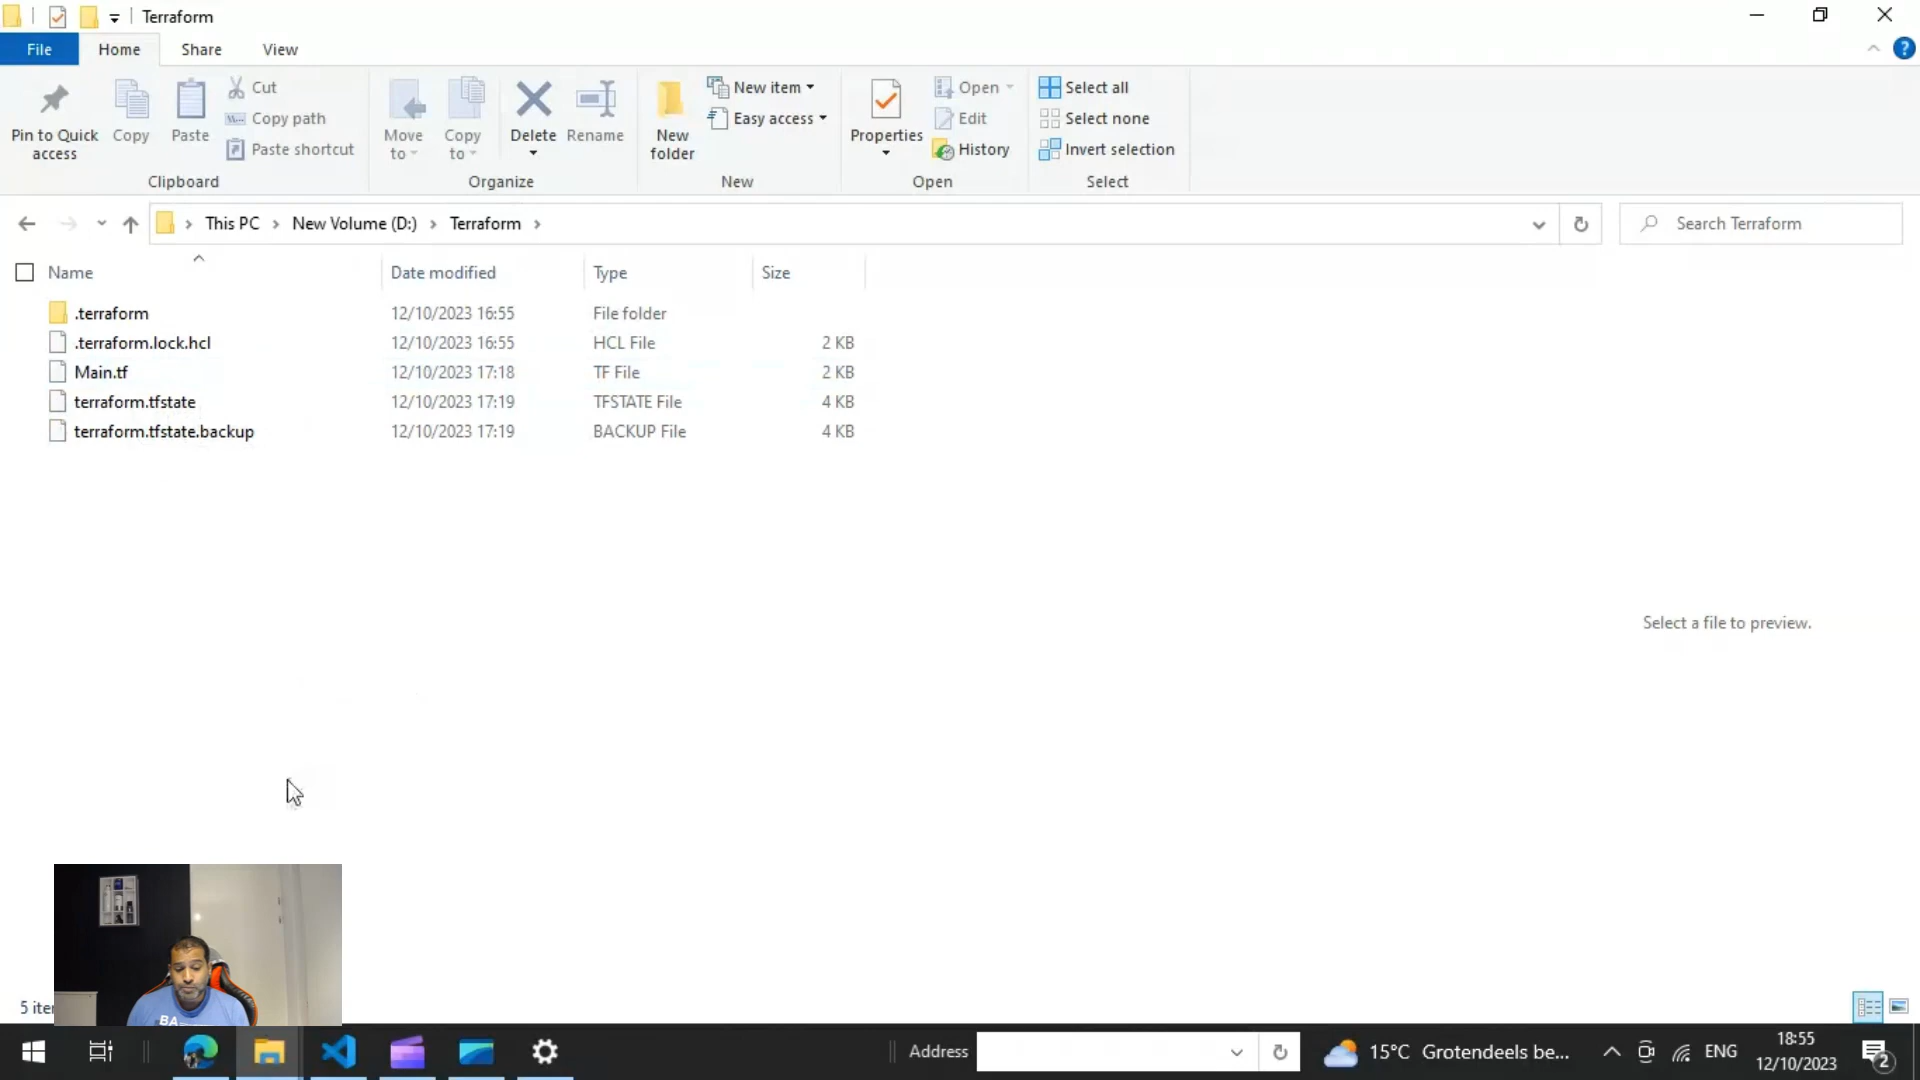 Terraform
File Home Share View
Pin to Quick access
Copy
Paste
Cut
Copy path
Paste shortcut
Clipboard
Move to
Copy to
Delete
Rename
Organize
New folder
New item
Easy access
New
Properties
Open
Edit
History
Open
Select all
Select none
Invert selection
Select
This PC > New Volume (D:) > Terraform >
Search Terraform
Name Date modified Type Size
.terraform 12/10/2023 16:55 File folder
.terraform.lock.hcl 12/10/2023 16:55 HCL File 2 KB
Main.tf 12/10/2023 17:18 TF File 2 KB
terraform.tfstate 12/10/2023 17:19 TFSTATE File 4 KB
terraform.tfstate.backup 12/10/2023 17:19 BACKUP File 4 KB
Select a file to preview.
BA
5
Address
15°C Grotendeels be...
ENG
18:55
12/10/2023
2